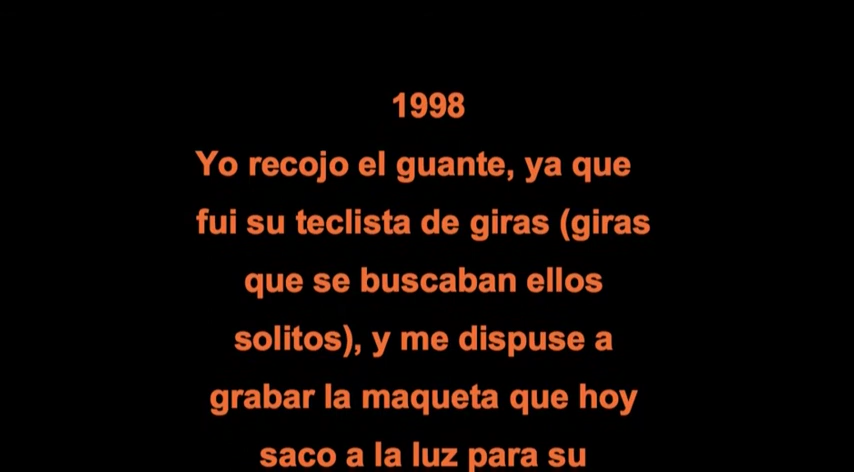 1998
Yo recojo el guante, ya que
fui su teclista de giras (giras
que se buscaban ellos
solitos), y me dispuse a
grabar la maqueta que hoy
saco a la luz para su